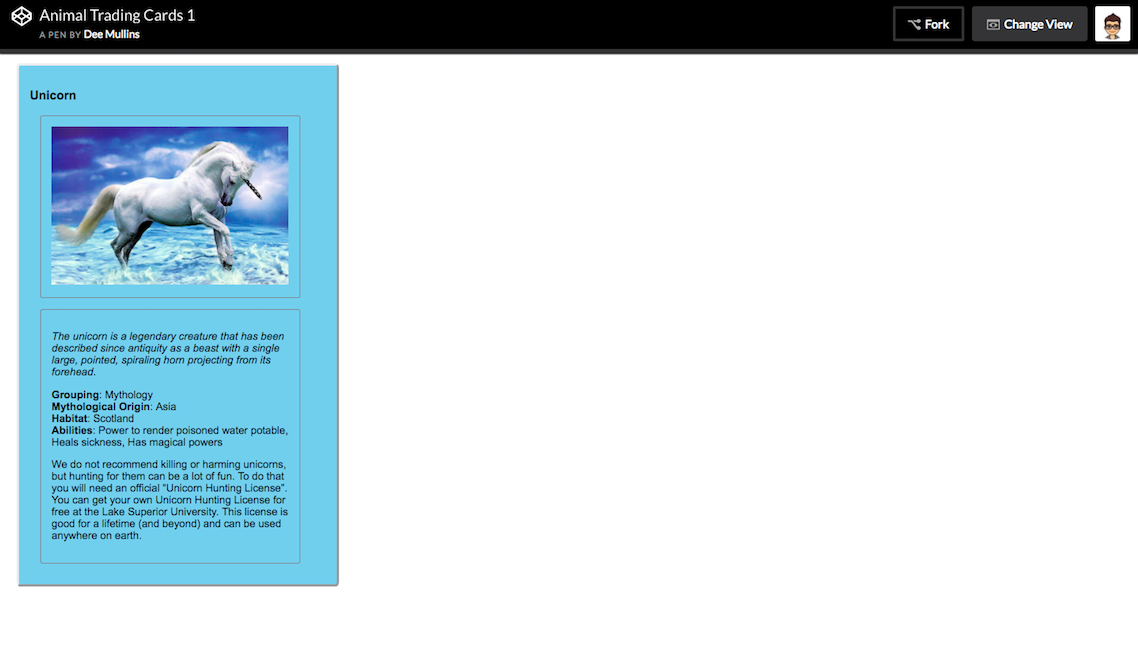 Animal Trading Cards 1
A PEN BY Dee Mullins
Fork
Change View
Unicorn
The unicorn is a legendary creature that has been
described since antiquity as a beast with a single
large, pointed, spiraling horn projecting from its
forehead.
Grouping: Mythology
Mythological Origin: Asia
Habitat: Scotland
Abilities: Power to render poisoned water potable,
Heals sickness, Has magical powers
We do not recommend killing or harming unicorns,
but hunting for them can be a lot of fun. To do that
you will need an official “Unicorn Hunting License”.
You can get your own Unicorn Hunting License for
free at the Lake Superior University. This license is
good for a lifetime (and beyond) and can be used
anywhere on earth.